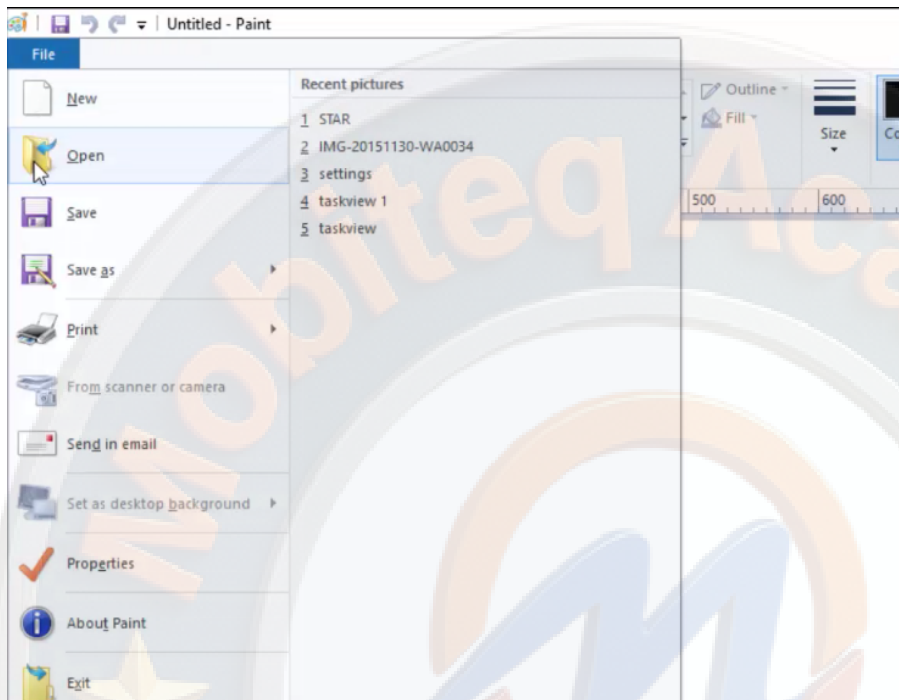 Untitled - Paint
File
New
Open
Save
Save as
Print
From scanner or camera
Send in email
Set as desktop background
Properties
About Paint
Exit
Recent pictures
1 STAR
2 IMG-20151130-WA0034
3 settings
4 taskview 1
5 taskview
Outline
Fill
Size
500
600
Mobiteq Aca